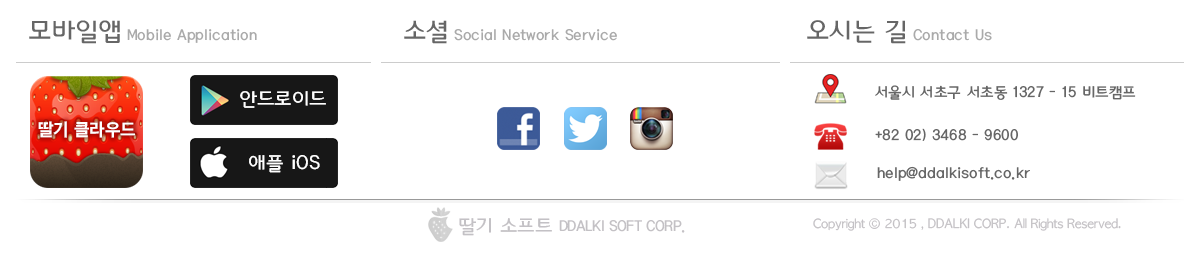 모바일앱 Mobile Application
딸기 클라우드
안드로이드
애플 iOS
소셜 Social Network Service
오시는 길 Contact Us
서울시 서초구 서초동 1327 - 15 비트캠프
+82 02) 3468 - 9600
help@ddalkisoft.co.kr
딸기 소프트 DDALKI SOFT CORP.
Copyright © 2015 , DDALKI CORP. All Rights Reserved.